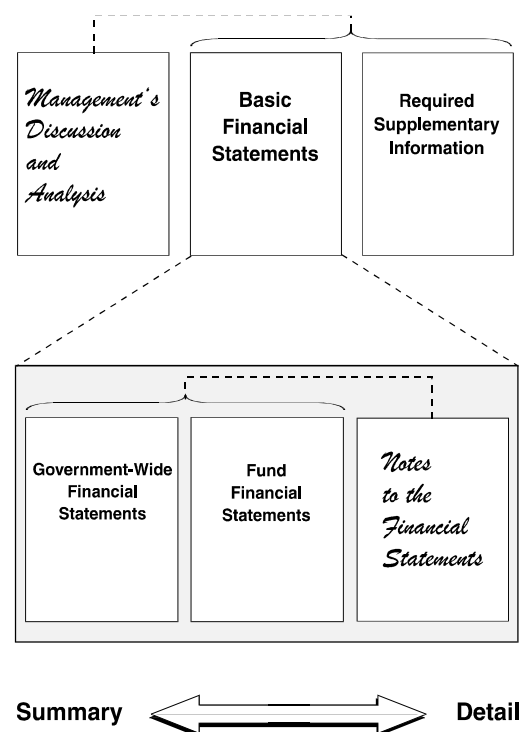 Management's
Discussion
and
Analysis
Basic
Financial
Statements
Required
Supplementary
Information
Government-Wide
Financial
Statements
Fund
Financial
Statements
Notes
to the
Financial
Statements
Summary
Detail